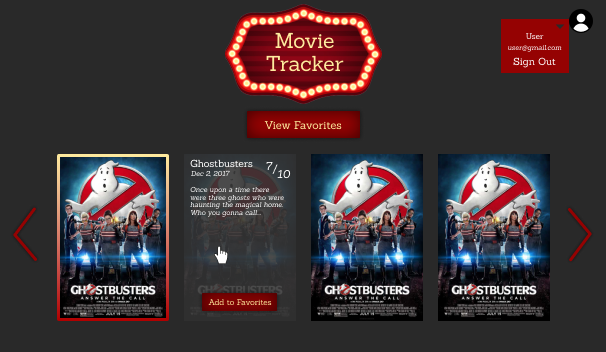 Movie
Tracker
User
user@gmail.com
Sign Out
View Favorites
GHOSTBUSTERS
ANSWER THE CALL
Ghostbusters
7/10
Dec 2, 2017
Once upon a time there
were three ghosts who were
haunting the magical home.
Who you gonna call...
Add to Favorites
GHOSTBUSTERS
GHOSTBUSTERS
ANSWER THE CALL
GHOSTBUSTERS
ANSWER THE CALL